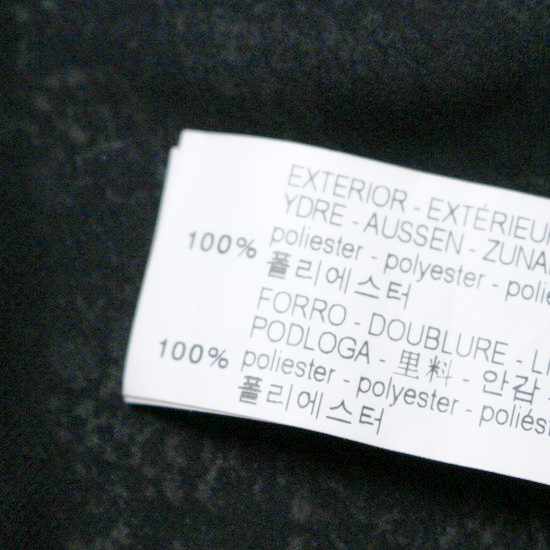 EXTERIOR - EXTÉRIEUR
YDRE - AUSSEN - ZUNA
100% poliester - polyester - polie
폴리에스터
FORRO - DOUBLURE - LI
PODLOGA - 里料 - 안감
100% poliester - polyester - poliést
폴리에스터